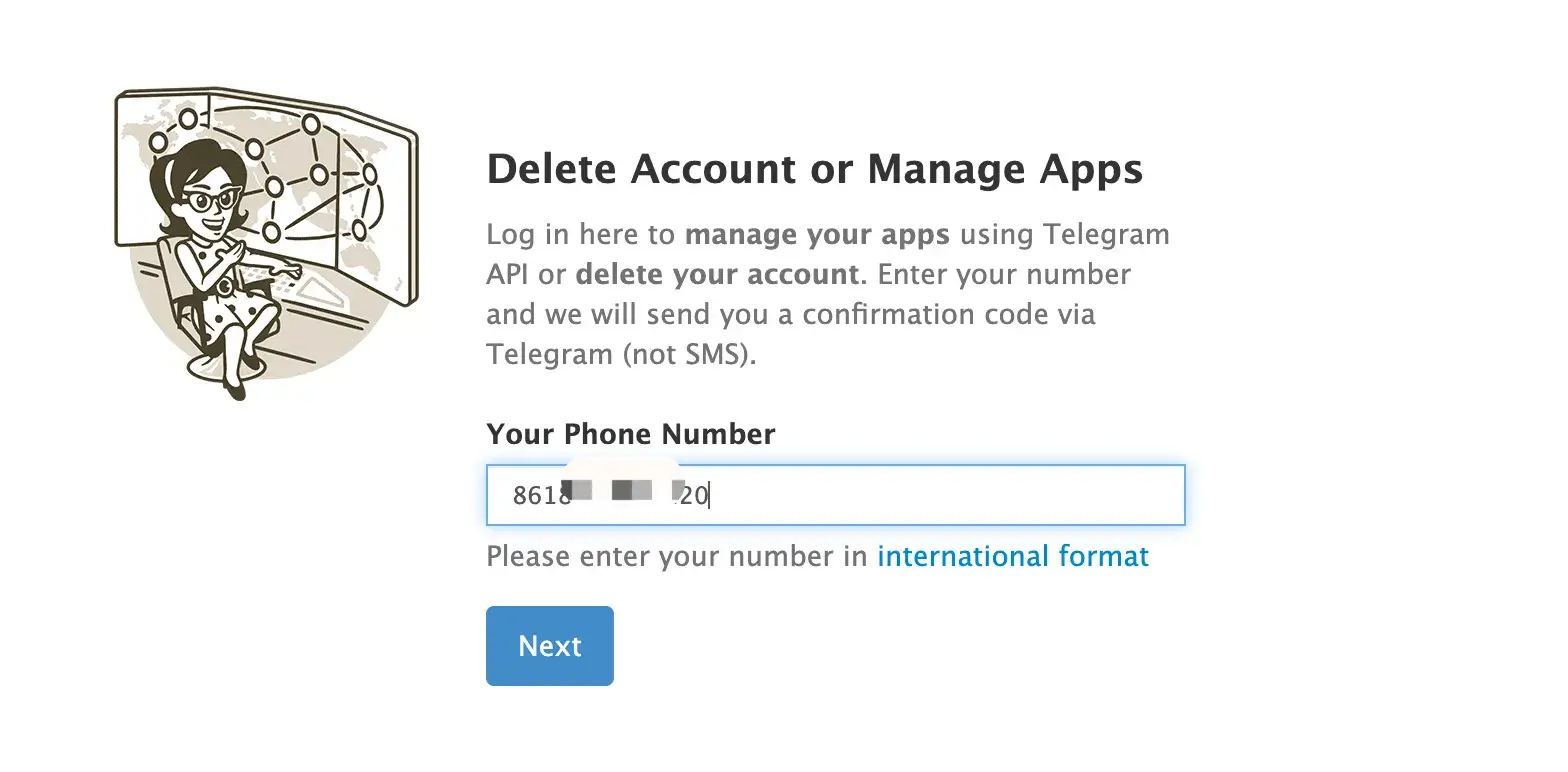 Delete Account or Manage Apps
Log in here to manage your apps using Telegram
API or delete your account. Enter your number
and we will send you a confirmation code via
Telegram (not SMS).
Your Phone Number
8618 20
Please enter your number in international format
Next